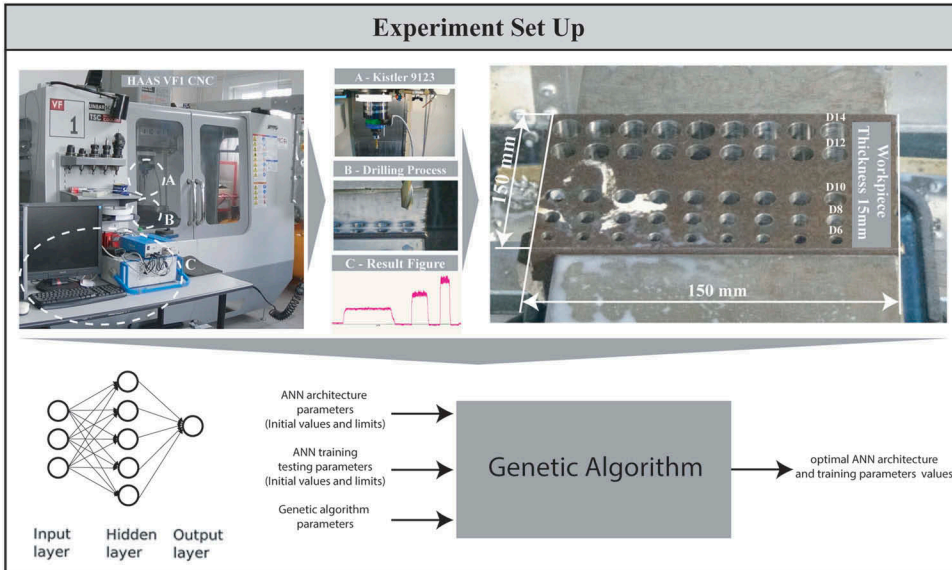 Experiment Set Up
HAAS VF1 CNC
VF
1
A
B
C
A - Kistler 9123
B - Drilling Process
C - Result Figure
D14
D12
D10
D8
D6
150 mm
Workpiece
Thickness 15mm
150 mm
ANN architecture
parameters
(Initial values and limits)
ANN training
testing parameters
(Initial values and limits)
Genetic algorithm
parameters
Genetic Algorithm
optimal ANN architecture
and training parameters values
Input
layer
Hidden
layer
Output
layer